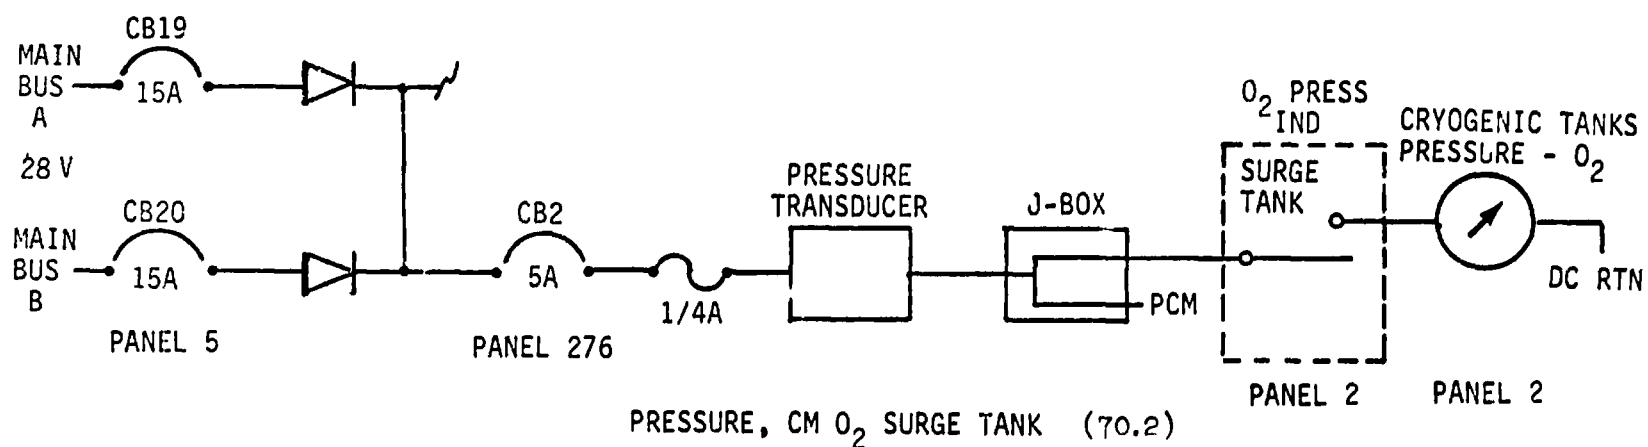 CB19
MAIN
BUS
A
15A
28 V
CB20
MAIN
BUS
B
15A
PANEL 5
CB2
5A
PANEL 276
1/4A
PRESSURE
TRANSDUCER
J-BOX
PCM
O2 PRESS
IND
SURGE
TANK
PANEL 2
CRYOGENIC TANKS
PRESSURE - O2
DC RTN
PANEL 2
PRESSURE, CM O2 SURGE TANK (70.2)